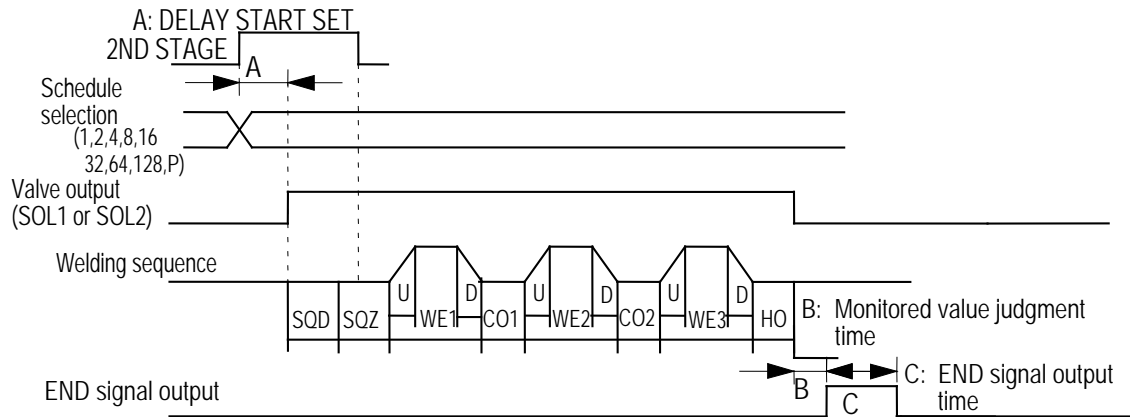 A: DELAY START SET
2ND STAGE
A
Schedule
selection
(1,2,4,8,16
32,64,128,P)
Valve output
(SOL1 or SOL2)
Welding sequence
U D U D U D
SQD SQZ WE1 CO1 WE2 CO2 WE3 HO
B: Monitored value judgment
time
END signal output
B C
C: END signal output
time